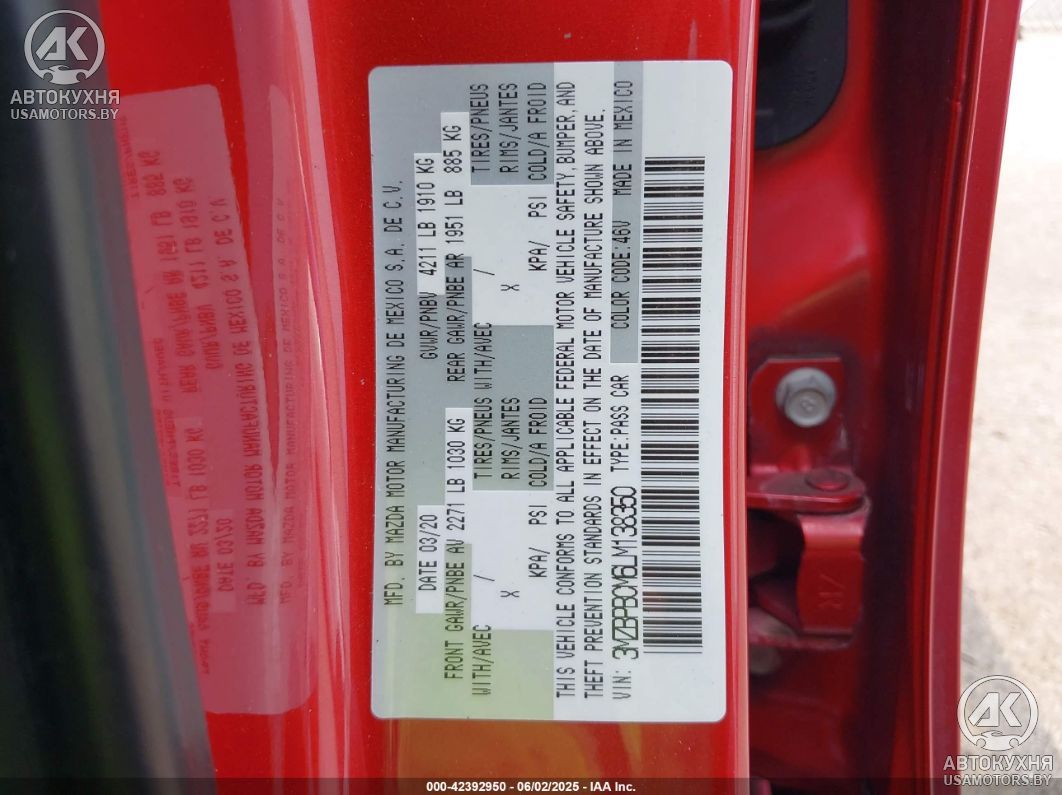 AK
АВТОКУХНЯ
USAMOTORS.BY
MFD. BY MAZDA MOTOR MANUFACTURING DE MEXICO S.A. DE C.V.
DATE 03/20 GVWR/PNBV 4211 LB 1910 KG
FRONT GAWR/PNBE AV 2271 LB 1030 KG REAR GAWR/PNBE AR 1951 LB 885 KG
WITH/AVEC X / TIRES/PNEUS WITH/AVEC X / TIRES/PNEUS
X RIMS/JANTES X RIMS/JANTES
KPA/ PSI COLD/A FROID KPA/ PSI COLD/A FROID
THIS VEHICLE CONFORMS TO ALL APPLICABLE FEDERAL MOTOR VEHICLE SAFETY, BUMPER, AND
THEFT PREVENTION STANDARDS IN EFFECT ON THE DATE OF MANUFACTURE SHOWN ABOVE.
VIN: 3MZBPBCM6LM138350 TYPE:PASS CAR COLOR CODE:46V MADE IN MEXICO
AK
АВТОКУХНЯ
USAMOTORS.BY
000-42392950 - 06/02/2025 - IAA Inc.